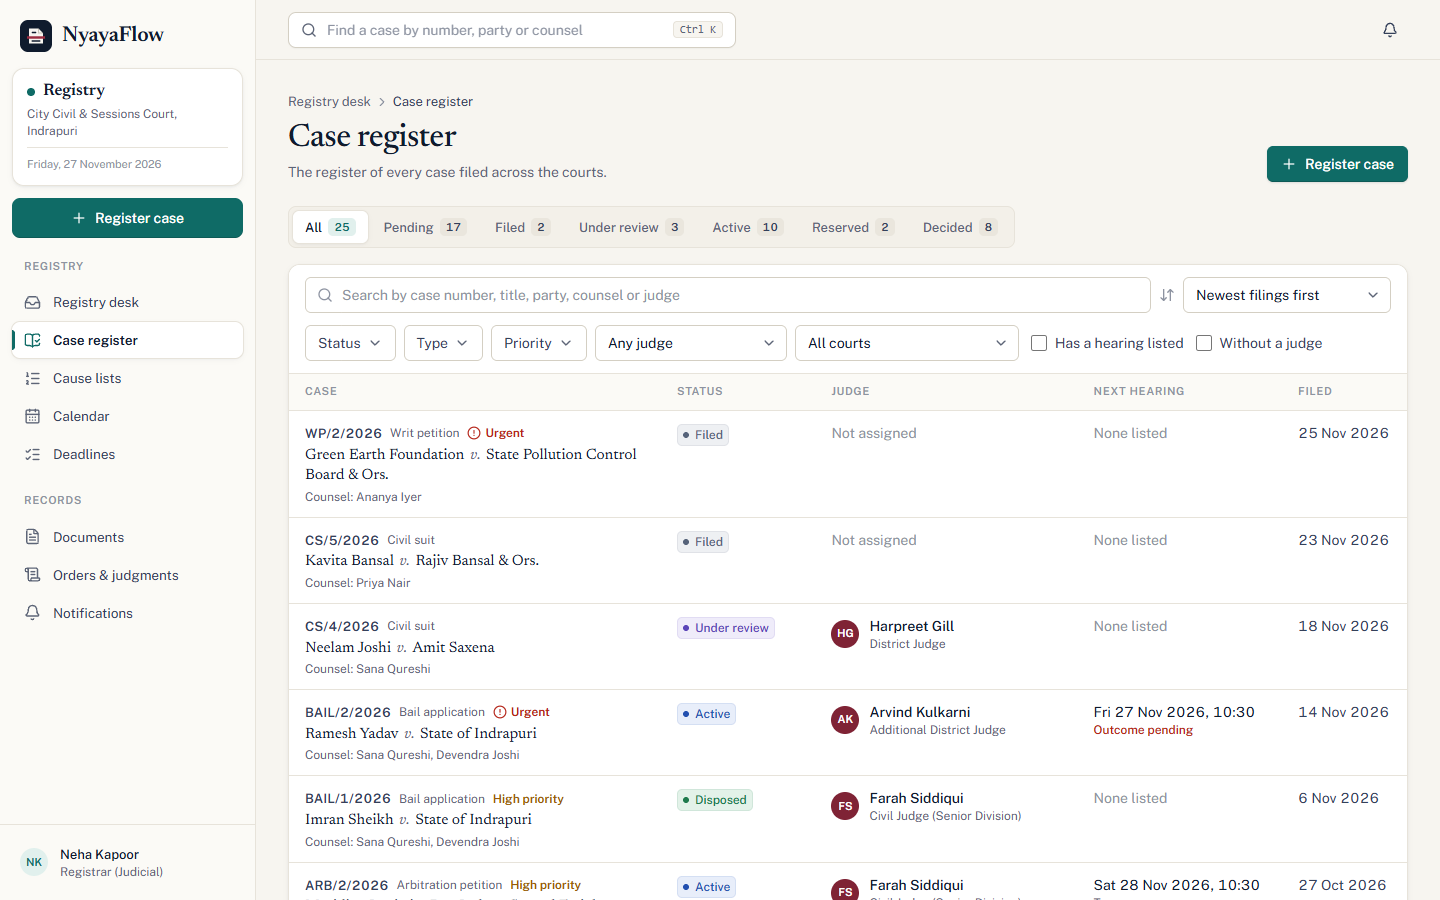 NyayaFlow
Registry
City Civil & Sessions Court,
Indrapuri
Friday, 27 November 2026
Register case
REGISTRY
Registry desk
Case register
Cause lists
Calendar
Deadlines
RECORDS
Documents
Orders & judgments
Notifications
NK
Neha Kapoor
Registrar (Judicial)
Find a case by number, party or counsel Ctrl K
Registry desk > Case register
Case register
The register of every case filed across the courts.
Register case
All 25 Pending 17 Filed 2 Under review 3 Active 10 Reserved 2 Decided 8
Search by case number, title, party, counsel or judge Newest filings first
Status Type Priority Any judge All courts Has a hearing listed Without a judge
CASE STATUS JUDGE NEXT HEARING FILED
WP/2/2026 Writ petition Urgent Filed Not assigned None listed 25 Nov 2026
Green Earth Foundation v. State Pollution Control
Board & Ors.
Counsel: Ananya Iyer
CS/5/2026 Civil suit Filed Not assigned None listed 23 Nov 2026
Kavita Bansal v. Rajiv Bansal & Ors.
Counsel: Priya Nair
CS/4/2026 Civil suit Under review HG Harpreet Gill None listed 18 Nov 2026
Neelam Joshi v. Amit Saxena District Judge
Counsel: Sana Qureshi
BAIL/2/2026 Bail application Urgent Active AK Arvind Kulkarni Fri 27 Nov 2026, 10:30 14 Nov 2026
Ramesh Yadav v. State of Indrapuri Additional District Judge Outcome pending
Counsel: Sana Qureshi, Devendra Joshi
BAIL/1/2026 Bail application High priority Disposed FS Farah Siddiqui None listed 6 Nov 2026
Imran Sheikh v. State of Indrapuri Civil Judge (Senior Division)
Counsel: Sana Qureshi, Devendra Joshi
ARB/2/2026 Arbitration petition High priority Active FS Farah Siddiqui Sat 28 Nov 2026, 10:30 27 Oct 2026